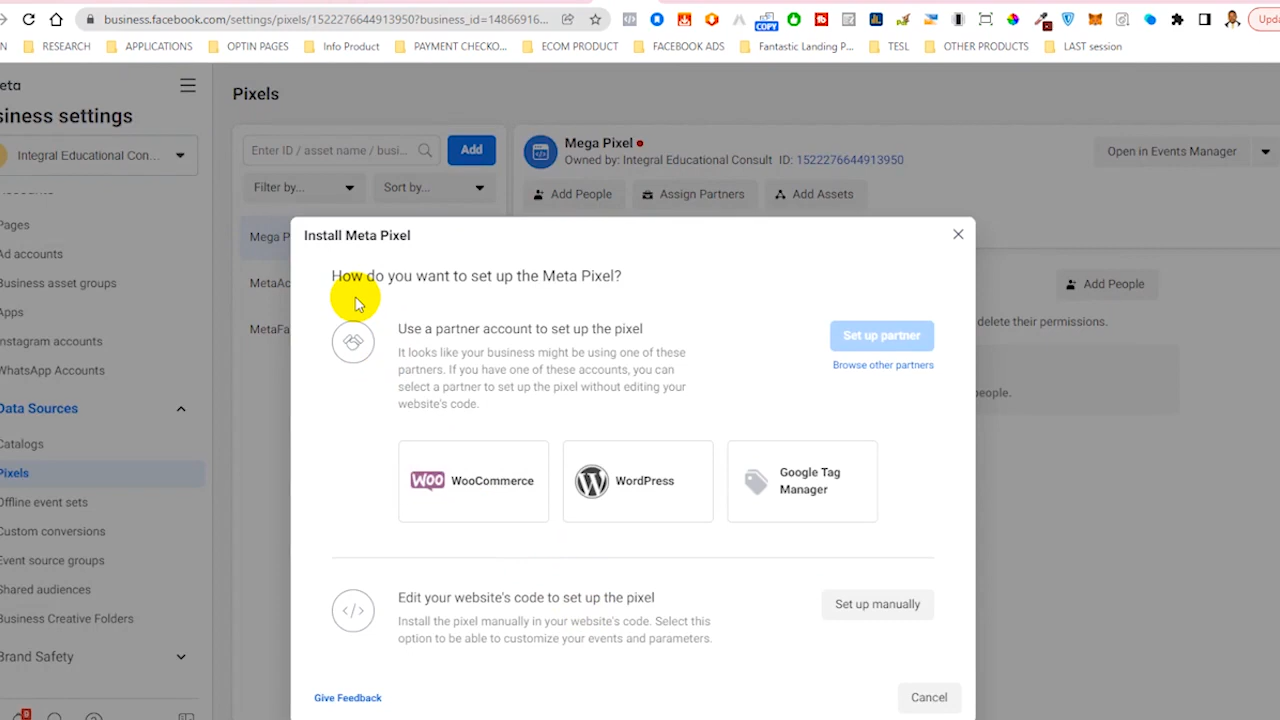 business.facebook.com/settings/pixels/1522276644913950?business_id=14866916...
COPY
Upda
N
RESEARCH
APPLICATIONS
OPTIN PAGES
Info Product
PAYMENT CHECKO...
ECOM PRODUCT
FACEBOOK ADS
Fantastic Landing P...
TESL
OTHER PRODUCTS
LAST session
eta
siness settings
Integral Educational Con...
Pages
Ad accounts
Business asset groups
Apps
nstagram accounts
WhatsApp Accounts
Data Sources
Catalogs
Pixels
Offline event sets
Custom conversions
Event source groups
Shared audiences
Business Creative Folders
Brand Safety
Pixels
Enter ID / asset name / busi...
Add
Filter by...
Sort by...
Mega P
MetaAc
MetaFa
Mega Pixel
Owned by: Integral Educational Consult ID: 1522276644913950
Open in Events Manager
Add People
Assign Partners
Add Assets
Add People
delete their permissions.
people.
Install Meta Pixel
How do you want to set up the Meta Pixel?
Use a partner account to set up the pixel
It looks like your business might be using one of these
partners. If you have one of these accounts, you can
select a partner to set up the pixel without editing your
website's code.
Set up partner
Browse other partners
WOO
WooCommerce
WordPress
Google Tag
Manager
Edit your website's code to set up the pixel
Install the pixel manually in your website's code. Select this
option to be able to customize your events and parameters.
Set up manually
Give Feedback
Cancel